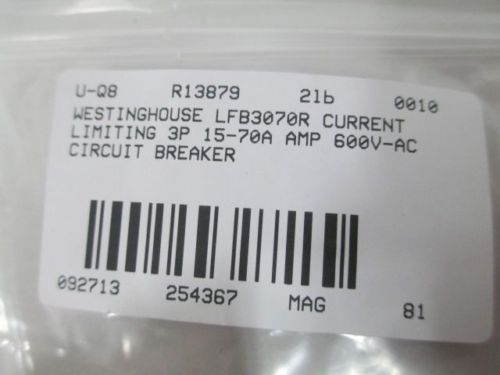 U-Q8 R13879 2lb 0010
WESTINGHOUSE LFB3070R CURRENT
LIMITING 3P 15-70A AMP 600V-AC
CIRCUIT BREAKER
092713 254367 MAG 81